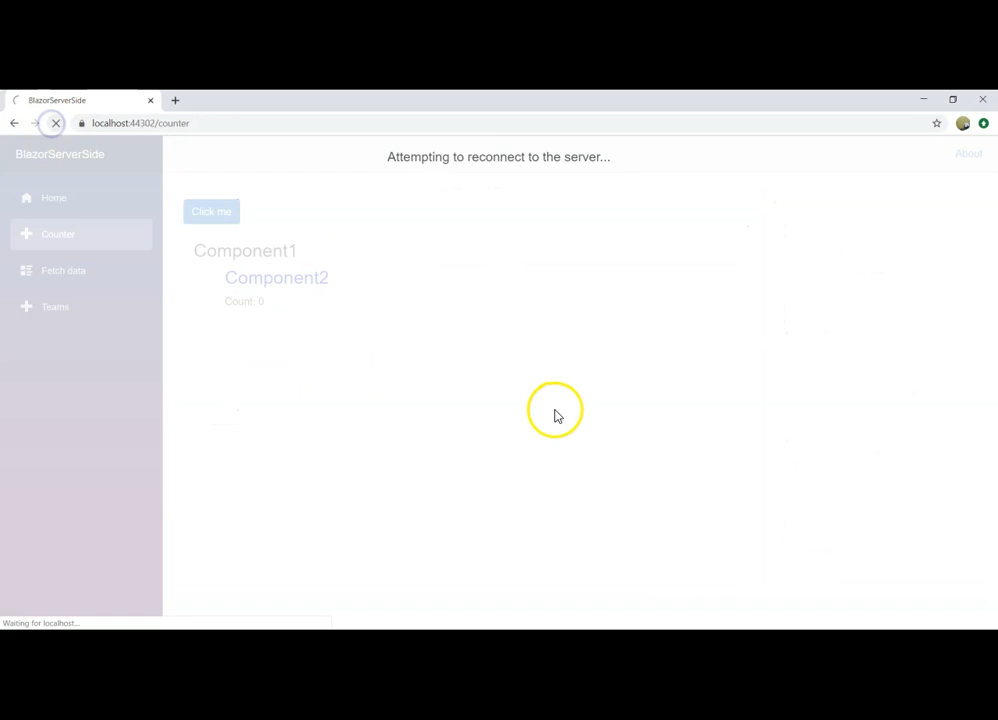 BlazorServerSide
localhost:44302/counter
BlazorServerSide
Attempting to reconnect to the server...
About
Home
Click me
Counter
Component1
Fetch data
Component2
Count: 0
Teams
Waiting for localhost...